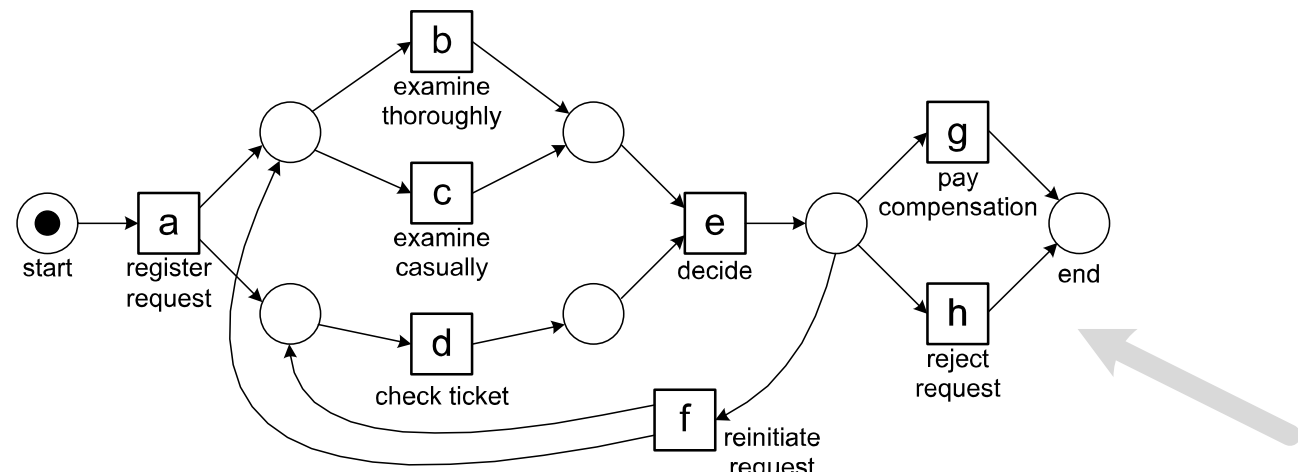 b
examine
thoroughly
c
examine
casually
start
a
register
request
d
check ticket
e
decide
g
pay
compensation
h
reject
request
end
f
reinitiate
request